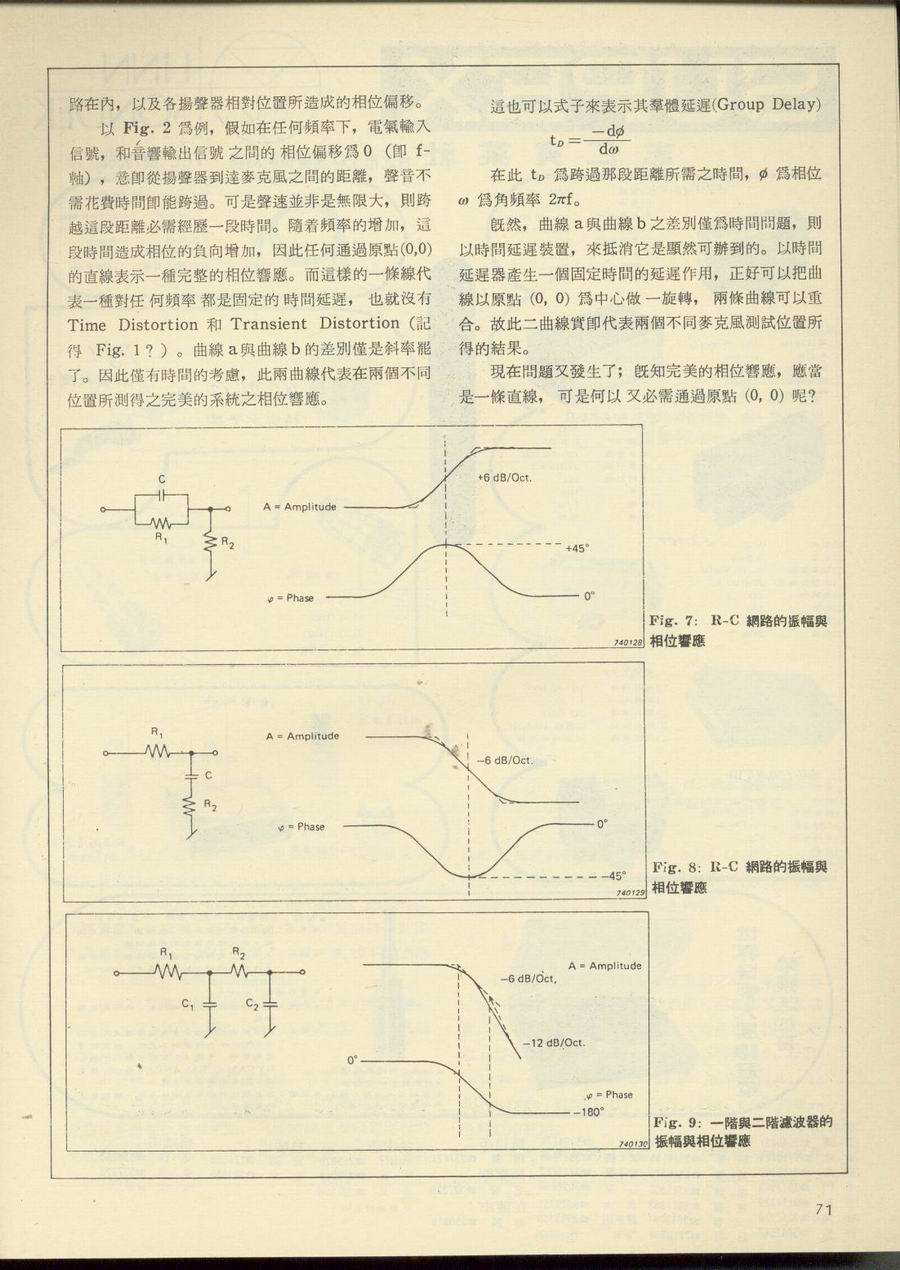 路在內，以及各揚聲器相對位置所造成的相位偏移。
以 Fig. 2 爲例，假如在任何頻率下，電氣輸入
信號，和音響輸出信號 之間的 相位偏移爲0 （卽 f-
軸），意卽從揚聲器到達麥克風之間的距離，聲音不
需花費時間卽能跨過。可是聲速並非是無限大，則跨
越這段距離必需經歷一段時間。隨着頻率的增加，這
段時間造成相位的負向增加，因此任何通過原點(0,0)
的直線表示一種完整的相位響應。而這樣的一條線代
表一種對任 何頻率 都是固定的 時間延遲， 也就沒有
Time Distortion 和 Transient Distortion（記
得 Fig. 1？）。曲線 a 與曲線 b 的差別僅是斜率罷
了。因此僅有時間的考慮，此兩曲線代表在兩個不同
位置所測得之完美的系統之相位響應。
這也可以式子來表示其羣體延遲(Group Delay)
t_D = −dφ / dω
在此 t_D 爲跨過那段距離所需之時間，φ 爲相位
ω 爲角頻率 2πf。
旣然，曲線 a 與曲線 b 之差別僅爲時間問題，則
以時間延遲裝置，來抵消它是顯然可辦到的。以時間
延遲器產生一個固定時間的延遲作用，正好可以把曲
線以原點 (0, 0) 爲中心做 一旋轉， 兩條曲線可以重
合。故此二曲線實卽代表兩個不同麥克風測試位置所
得的結果。
現在問題又發生了；旣知完美的相位響應，應當
是一條直線， 可是何以 又必需通過原點 (0, 0) 呢？
C
R1
R2
A = Amplitude
+6 dB/Oct.
+45°
φ = Phase
0°
740128
Fig. 7: R-C 網路的振幅與
相位響應
R1
C
R2
A = Amplitude
−6 dB/Oct.
φ = Phase
0°
−45°
740129
Fig. 8: R-C 網路的振幅與
相位響應
R1
R2
C1
C2
A = Amplitude
−6 dB/Oct,
−12 dB/Oct.
0°
φ = Phase
−180°
740130
Fig. 9: 一階與二階濾波器的
振幅與相位響應
71